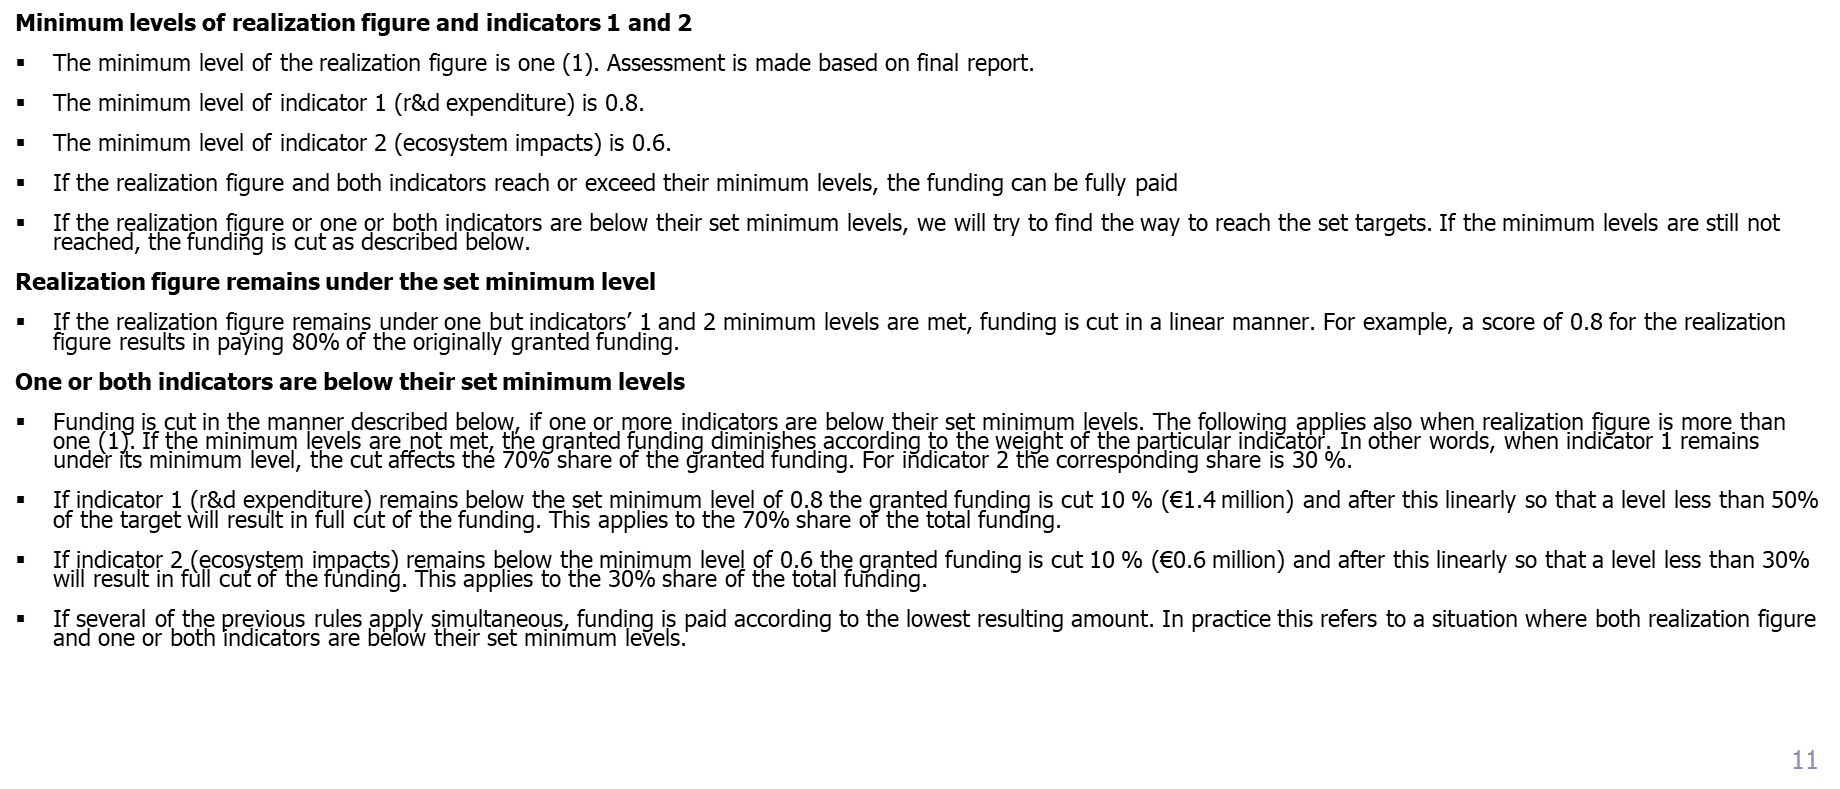 Minimum levels of realization figure and indicators 1 and 2
▪ The minimum level of the realization figure is one (1). Assessment is made based on final report.
▪ The minimum level of indicator 1 (r&d expenditure) is 0.8.
▪ The minimum level of indicator 2 (ecosystem impacts) is 0.6.
▪ If the realization figure and both indicators reach or exceed their minimum levels, the funding can be fully paid
▪ If the realization figure or one or both indicators are below their set minimum levels, we will try to find the way to reach the set targets. If the minimum levels are still not
reached, the funding is cut as described below.
Realization figure remains under the set minimum level
▪ If the realization figure remains under one but indicators’ 1 and 2 minimum levels are met, funding is cut in a linear manner. For example, a score of 0.8 for the realization
figure results in paying 80% of the originally granted funding.
One or both indicators are below their set minimum levels
▪ Funding is cut in the manner described below, if one or more indicators are below their set minimum levels. The following applies also when realization figure is more than
one (1). If the minimum levels are not met, the granted funding diminishes according to the weight of the particular indicator. In other words, when indicator 1 remains
under its minimum level, the cut affects the 70% share of the granted funding. For indicator 2 the corresponding share is 30 %.
▪ If indicator 1 (r&d expenditure) remains below the set minimum level of 0.8 the granted funding is cut 10 % (€1.4 million) and after this linearly so that a level less than 50%
of the target will result in full cut of the funding. This applies to the 70% share of the total funding.
▪ If indicator 2 (ecosystem impacts) remains below the minimum level of 0.6 the granted funding is cut 10 % (€0.6 million) and after this linearly so that a level less than 30%
will result in full cut of the funding. This applies to the 30% share of the total funding.
▪ If several of the previous rules apply simultaneous, funding is paid according to the lowest resulting amount. In practice this refers to a situation where both realization figure
and one or both indicators are below their set minimum levels.
11